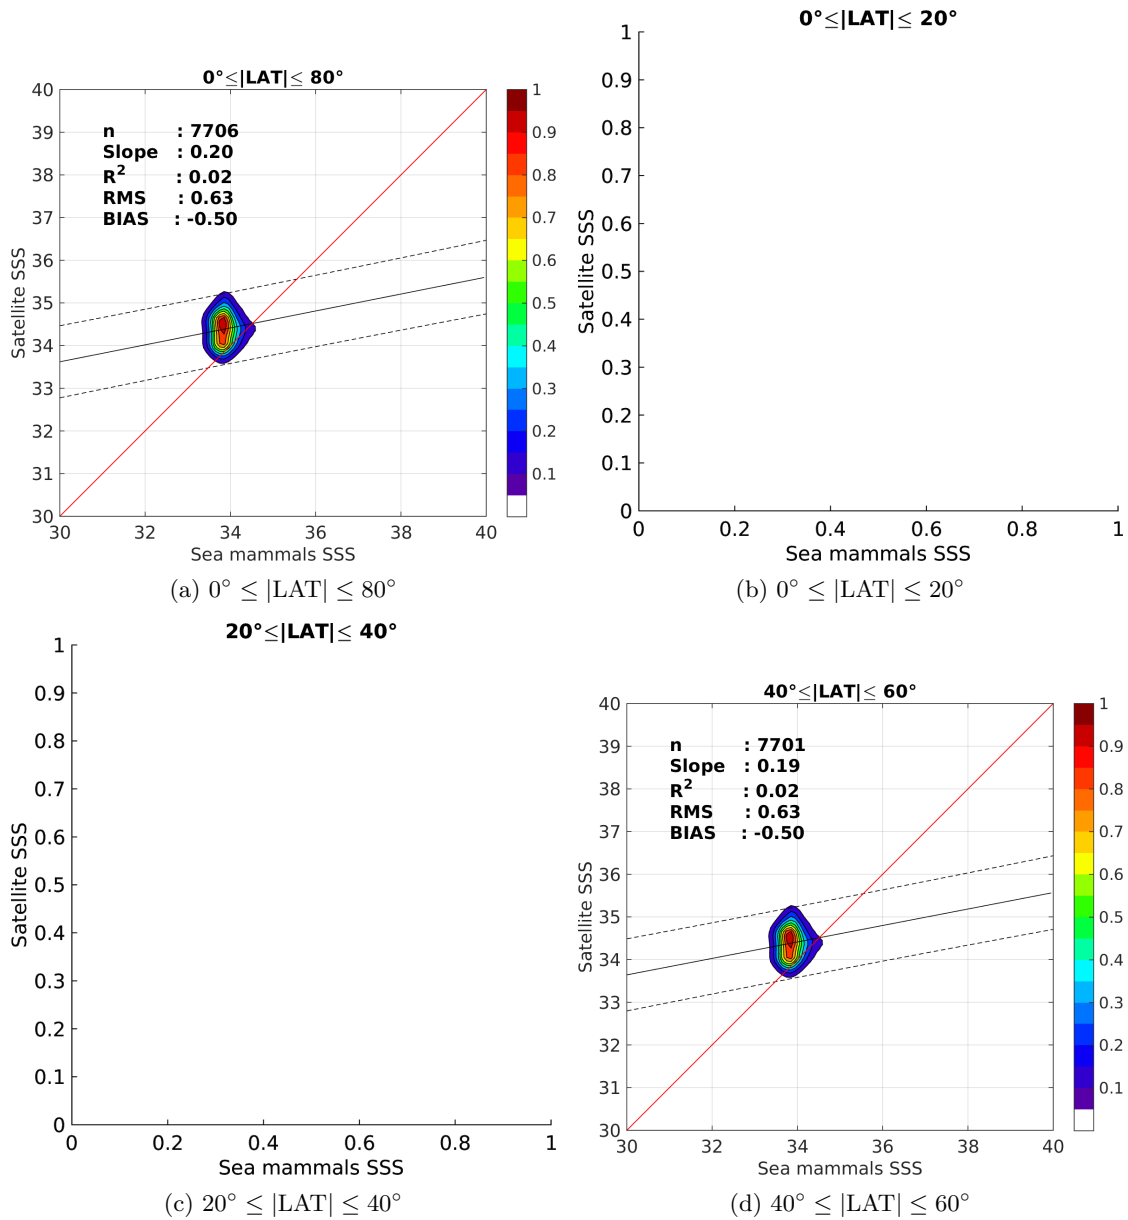 0°≤|LAT|≤ 80°
40
39
38
37
36
35
34
33
32
31
30
Satellite SSS
n : 7706
Slope : 0.20
R² : 0.02
RMS : 0.63
BIAS : -0.50
30 32 34 36 38 40
Sea mammals SSS
1
0.9
0.8
0.7
0.6
0.5
0.4
0.3
0.2
0.1
(a) 0° ≤ |LAT| ≤ 80°
0°≤|LAT|≤ 20°
1
0.9
0.8
0.7
0.6
0.5
0.4
0.3
0.2
0.1
0
Satellite SSS
0 0.2 0.4 0.6 0.8 1
Sea mammals SSS
(b) 0° ≤ |LAT| ≤ 20°
20°≤|LAT|≤ 40°
1
0.9
0.8
0.7
0.6
0.5
0.4
0.3
0.2
0.1
0
Satellite SSS
0 0.2 0.4 0.6 0.8 1
Sea mammals SSS
(c) 20° ≤ |LAT| ≤ 40°
40°≤|LAT|≤ 60°
40
39
38
37
36
35
34
33
32
31
30
Satellite SSS
n : 7701
Slope : 0.19
R² : 0.02
RMS : 0.63
BIAS : -0.50
30 32 34 36 38 40
Sea mammals SSS
1
0.9
0.8
0.7
0.6
0.5
0.4
0.3
0.2
0.1
(d) 40° ≤ |LAT| ≤ 60°